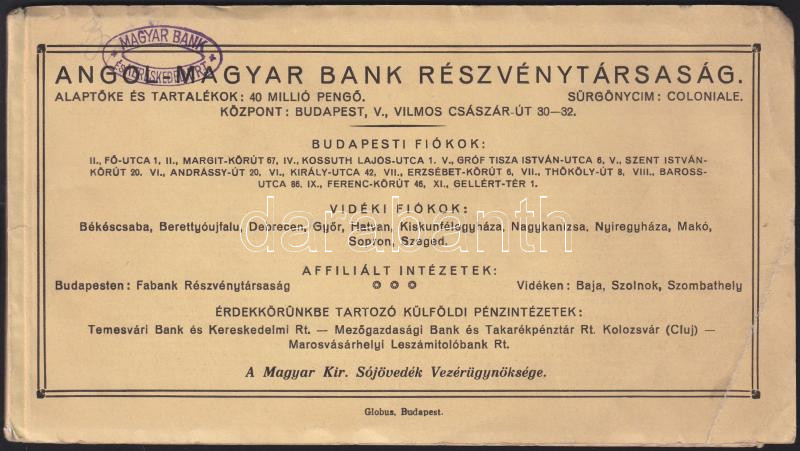 MAGYAR BANK
ÉS KERESKEDELMI RT.
ANGOL MAGYAR BANK RÉSZVÉNYTÁRSASÁG.
ALAPTŐKE ÉS TARTALÉKOK: 40 MILLIÓ PENGŐ. SÜRGÖNYCIM: COLONIALE.
KÖZPONT: BUDAPEST, V., VILMOS CSÁSZÁR-ÚT 30—32.
BUDAPESTI FIÓKOK:
II., FŐ-UTCA 1, II., MARGIT-KÖRÚT 67, IV., KOSSUTH LAJOS-UTCA 1. V., GRÓF TISZA ISTVÁN-UTCA 6, V., SZENT ISTVÁN-
KÖRÚT 20. VI., ANDRÁSSY-ÚT 20. VI., KIRÁLY-UTCA 42, VII., ERZSÉBET-KÖRÚT 6, VII., THÖKÖLY-ÚT 8, VIII., BAROSS-
UTCA 86. IX., FERENC-KÖRÚT 46, XI., GELLÉRT-TÉR 1.
VIDÉKI FIÓKOK:
Békéscsaba, Berettyóujfalu, Debrecen, Győr, Hatvan, Kiskunfélegyháza, Nagykanizsa, Nyiregyháza, Makó,
Sopron, Szeged.
darabanth
AFFILIÁLT INTÉZETEK:
Budapesten: Fabank Részvénytársaság Vidéken: Baja, Szolnok, Szombathely
ÉRDEKKÖRÜNKBE TARTOZÓ KÜLFÖLDI PÉNZINTÉZETEK:
Temesvári Bank és Kereskedelmi Rt. — Mezőgazdasági Bank és Takarékpénztár Rt. Kolozsvár (Cluj) —
Marosvásárhelyi Leszámitolóbank Rt.
A Magyar Kir. Sójövedék Vezérügynöksége.
Globus, Budapest.